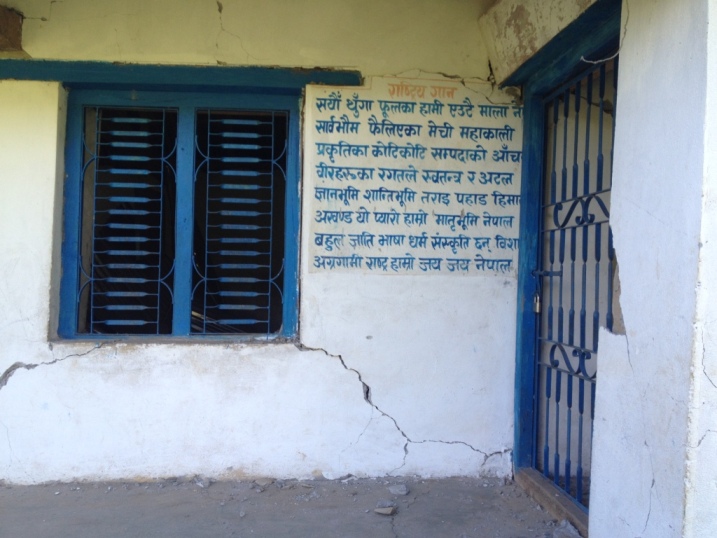 राष्ट्रिय गान
सयौं थुँगा फूलका हामी एउटै माला ने
सार्वभौम फैलिएका मेची महाकाली
प्रकृतिका कोटिकोटि सम्पदाको आँच
वीरहरुका रगतले स्वतन्त्र र अटल
ज्ञानभूमि शान्तिभूमि तराइ पहाड हिमा
अखण्ड यो प्यारो हाम्रो मातृभूमि नेपाल
बहुल जाति भाषा धर्म संस्कृति छन् विशा
अग्रगामी राष्ट्र हाम्रो जय जय नेपाल